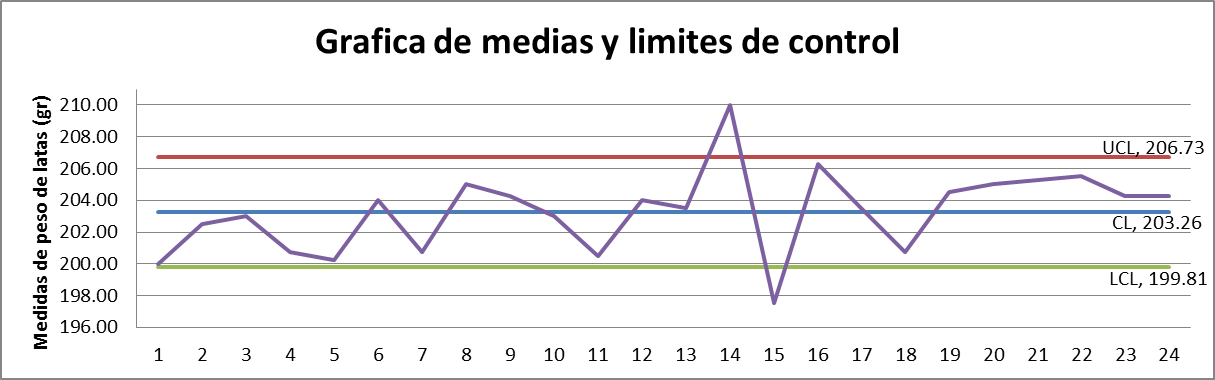 Grafica de medias y limites de control
Medidas de peso de latas (gr)
210.00
208.00
206.00
204.00
202.00
200.00
198.00
196.00
UCL, 206.73
CL, 203.26
LCL, 199.81
1 2 3 4 5 6 7 8 9 10 11 12 13 14 15 16 17 18 19 20 21 22 23 24